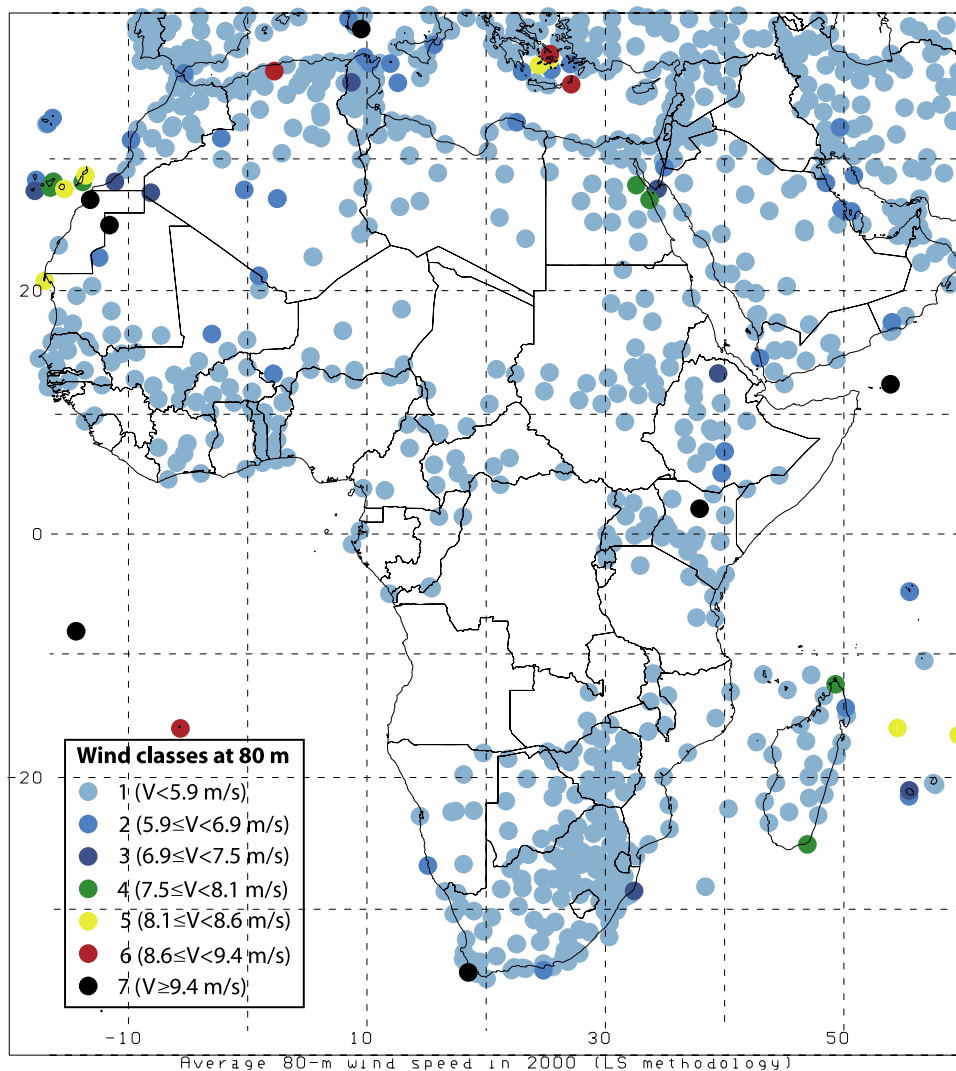 20
0
Wind classes at 80 m
1 (V<5.9 m/s)
20
2 (5.9≤V<6.9 m/s)
3 (6.9≤V<7.5 m/s)
4 (7.5≤V<8.1 m/s)
5 (8.1≤V<8.6 m/s)
6 (8.6≤V<9.4 m/s)
7 (V≥9.4 m/s)
-10 10 30 50
Average 80-m wind speed in 2000 (LS methodology)